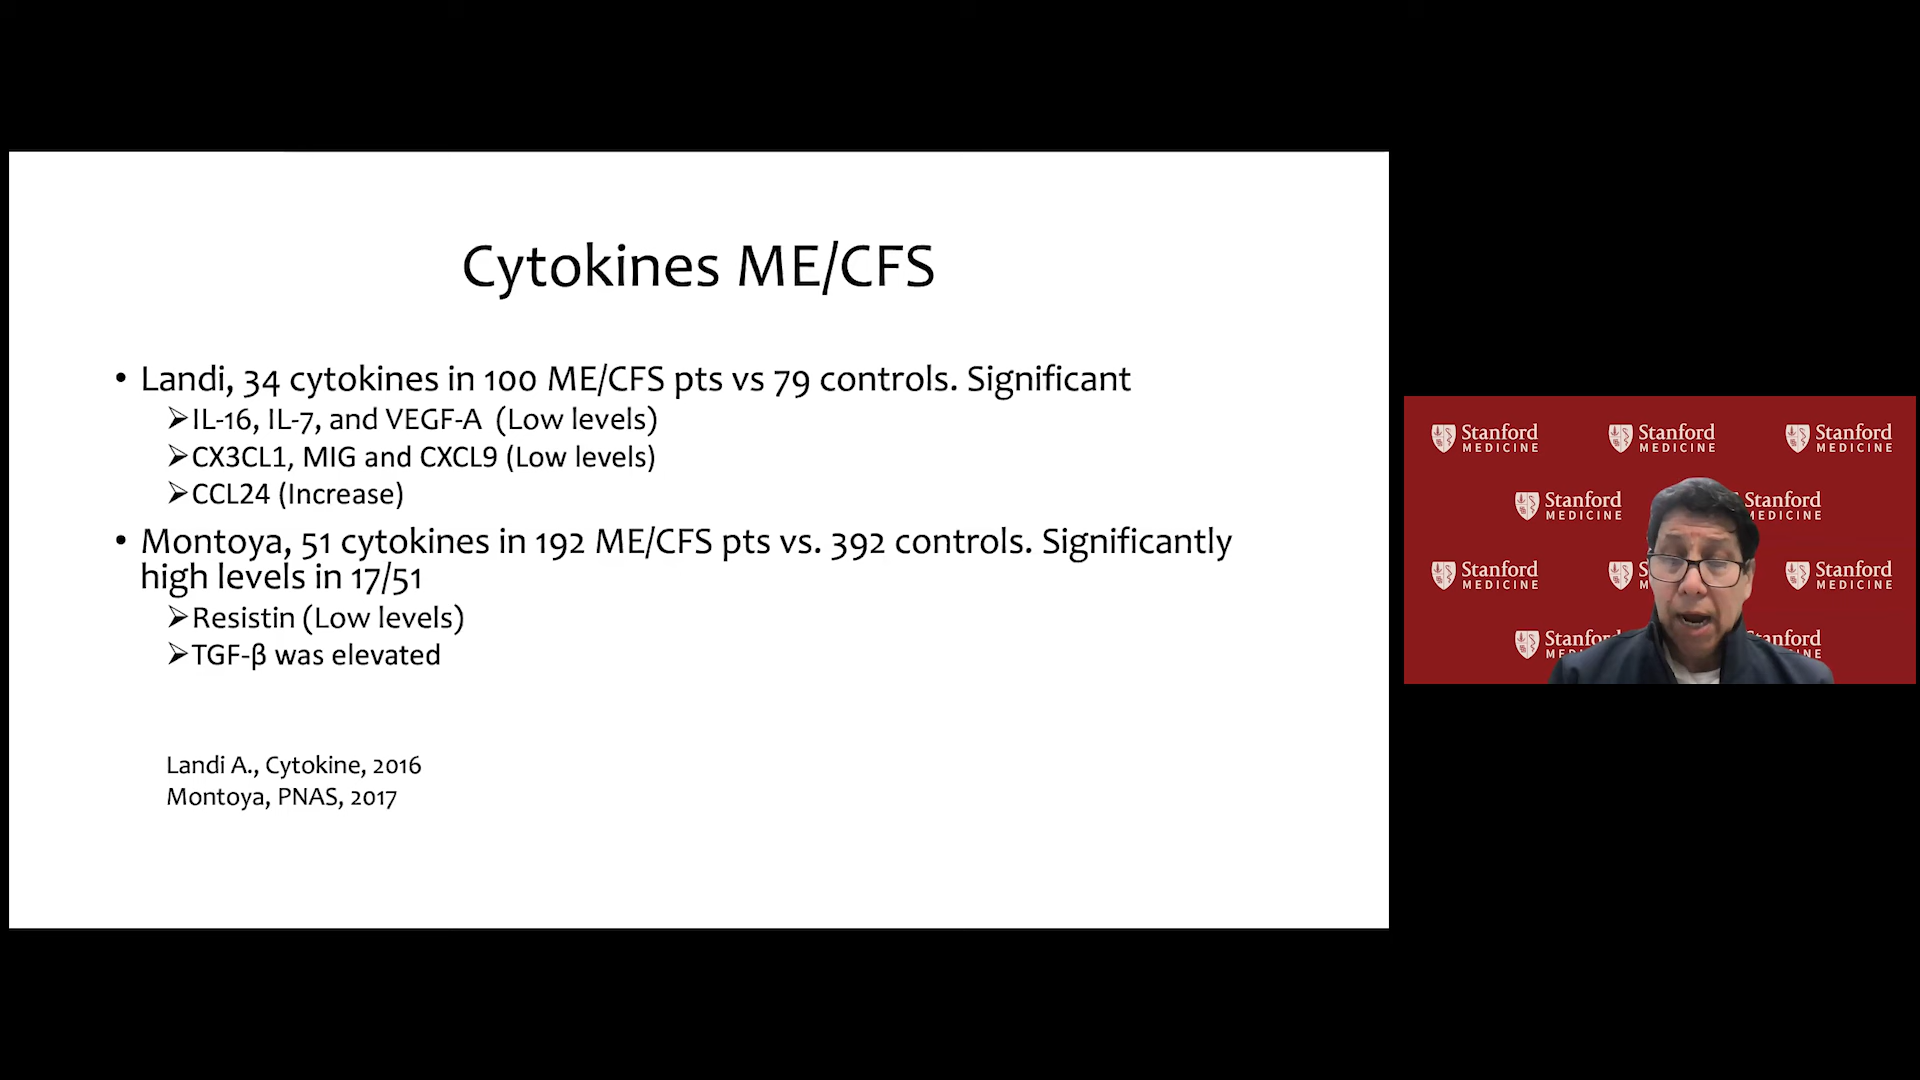 Cytokines ME/CFS
• Landi, 34 cytokines in 100 ME/CFS pts vs 79 controls. Significant
➢IL-16, IL-7, and VEGF-A (Low levels)
➢CX3CL1, MIG and CXCL9 (Low levels)
➢CCL24 (Increase)
• Montoya, 51 cytokines in 192 ME/CFS pts vs. 392 controls. Significantly
high levels in 17/51
➢Resistin (Low levels)
➢TGF-β was elevated
Landi A., Cytokine, 2016
Montoya, PNAS, 2017
Stanford MEDICINE
Stanford MEDICINE
Stanford MEDICINE
Stanford MEDICINE
Stanford MEDICINE
Stanford MEDICINE
Stanford MEDICINE